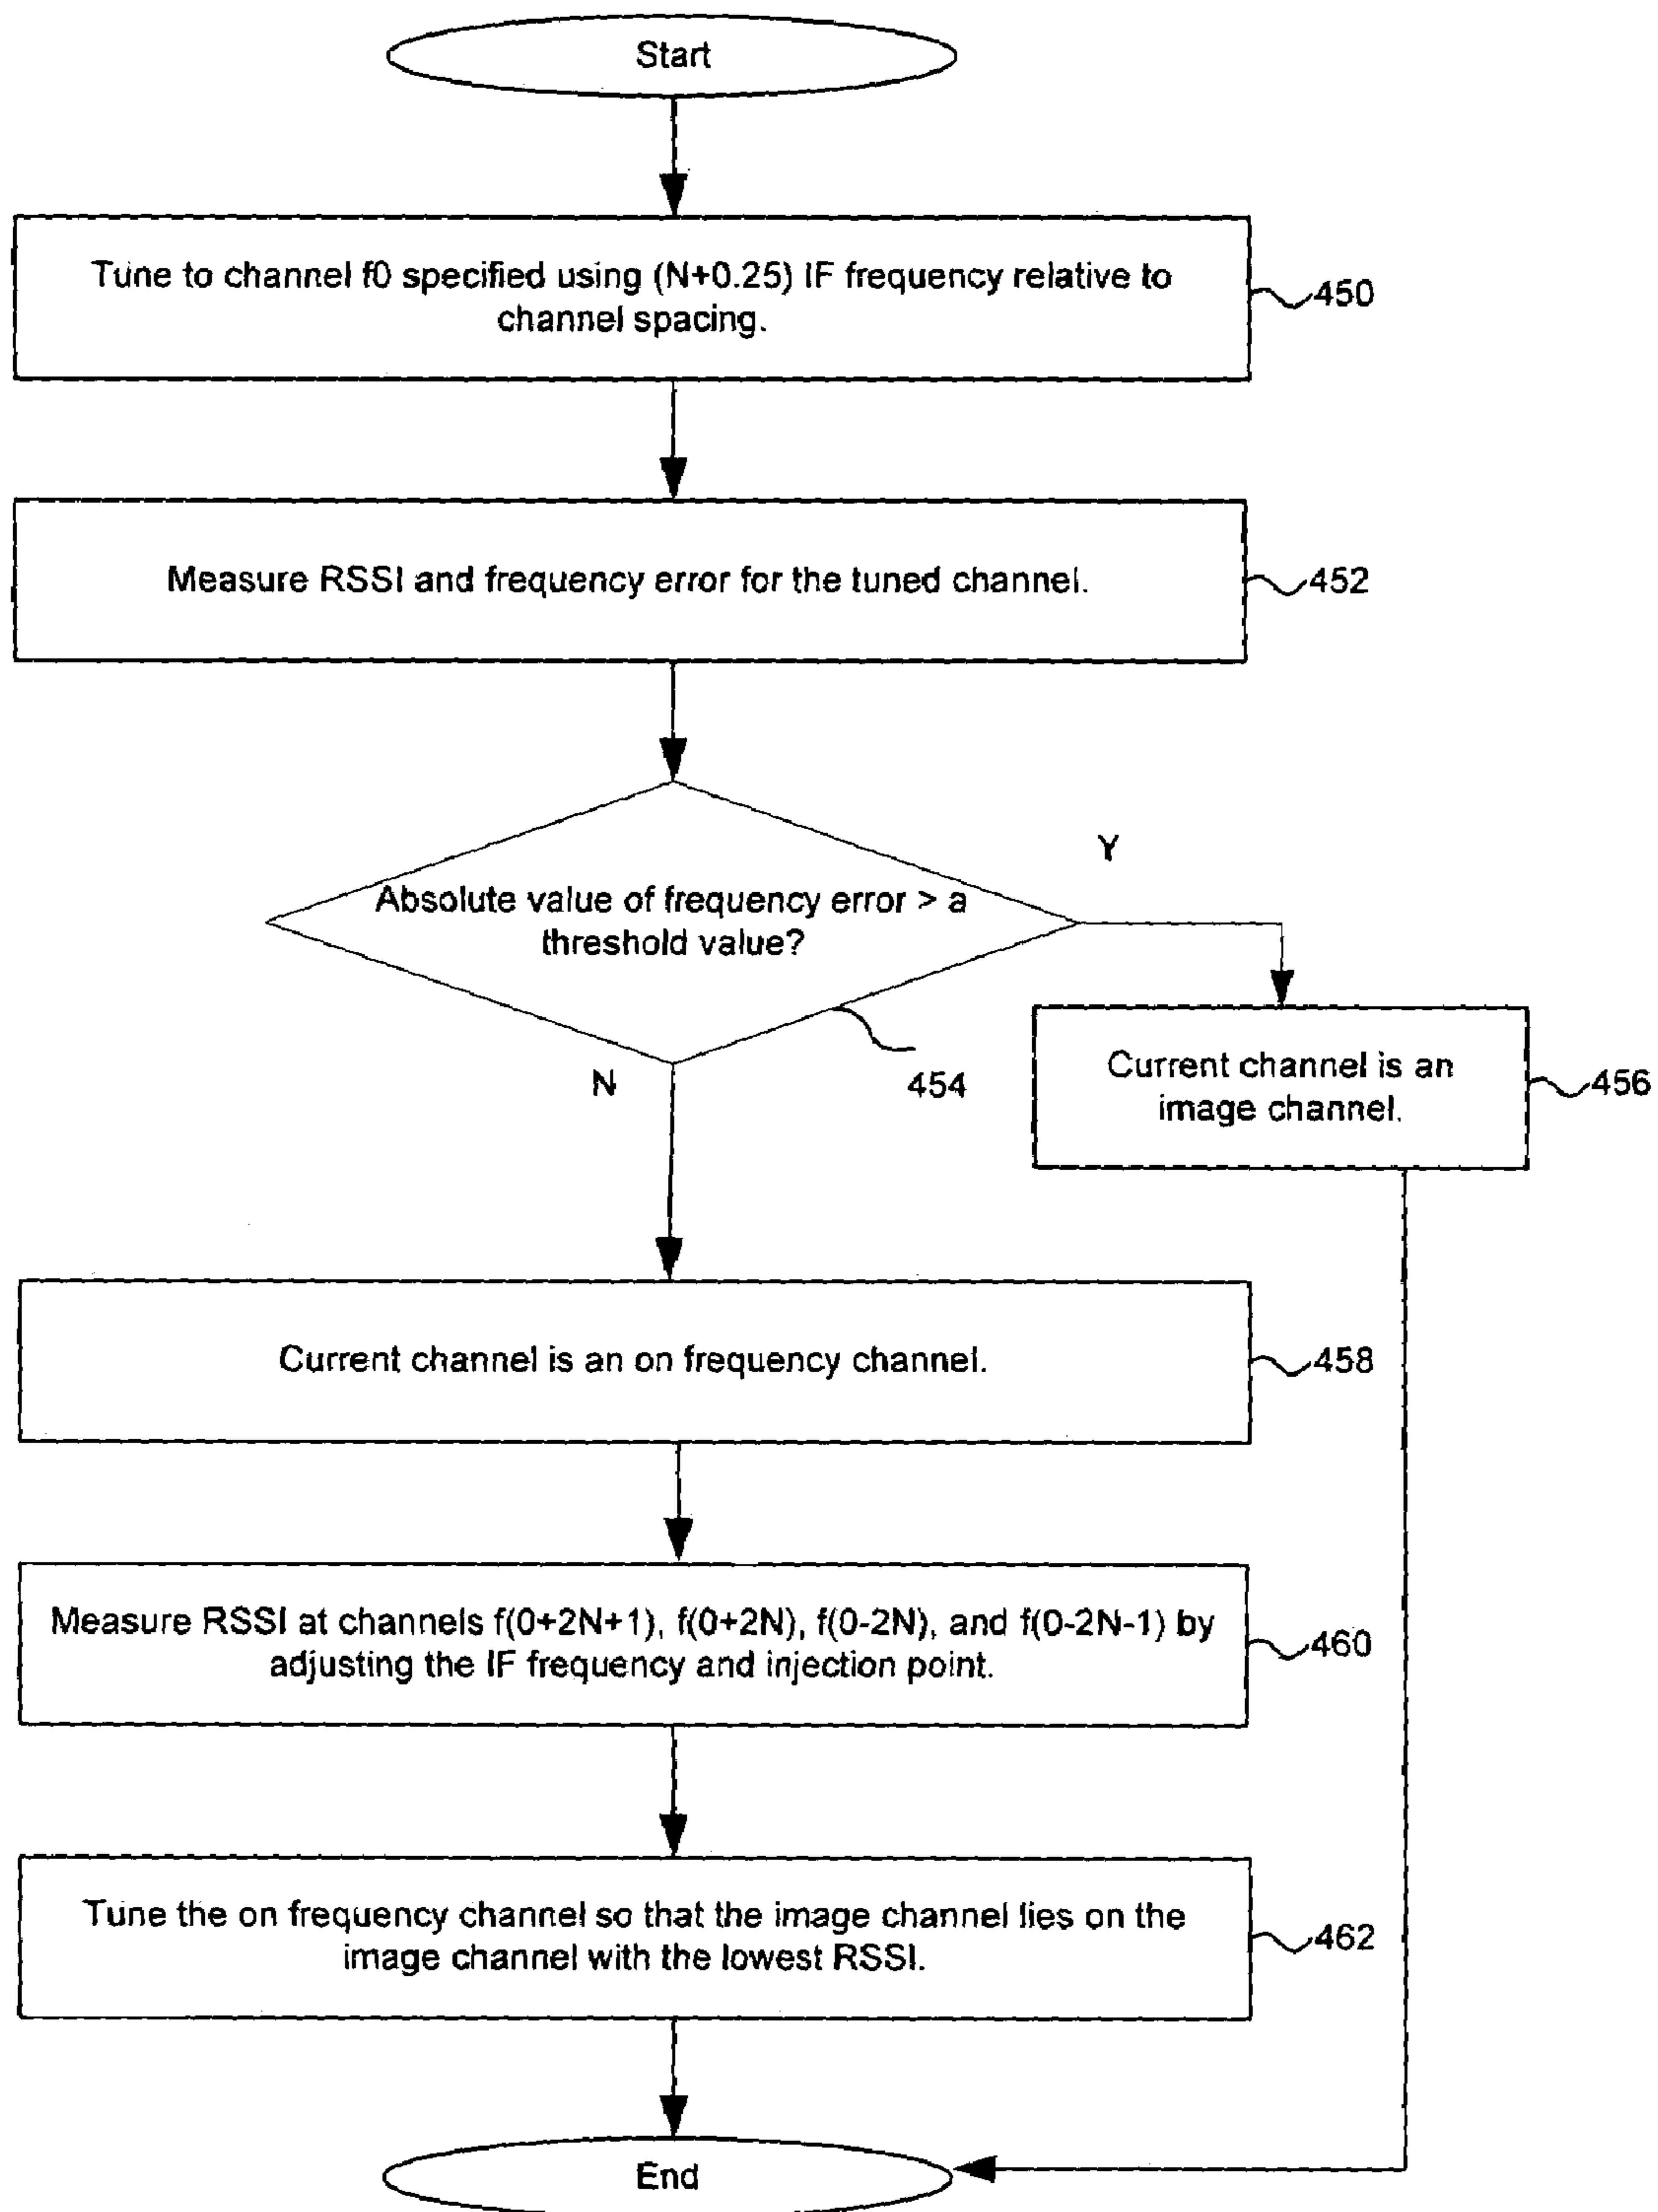 Start
Tune to channel f0 specified using (N+0.25) IF frequency relative to
channel spacing.
450
Measure RSSI and frequency error for the tuned channel.
452
Y
Absolute value of frequency error > a
threshold value?
454
N
Current channel is an
image channel.
456
Current channel is an on frequency channel.
458
Measure RSSI at channels f(0+2N+1), f(0+2N), f(0-2N), and f(0-2N-1) by
adjusting the IF frequency and injection point.
460
Tune the on frequency channel so that the image channel lies on the
image channel with the lowest RSSI.
462
End